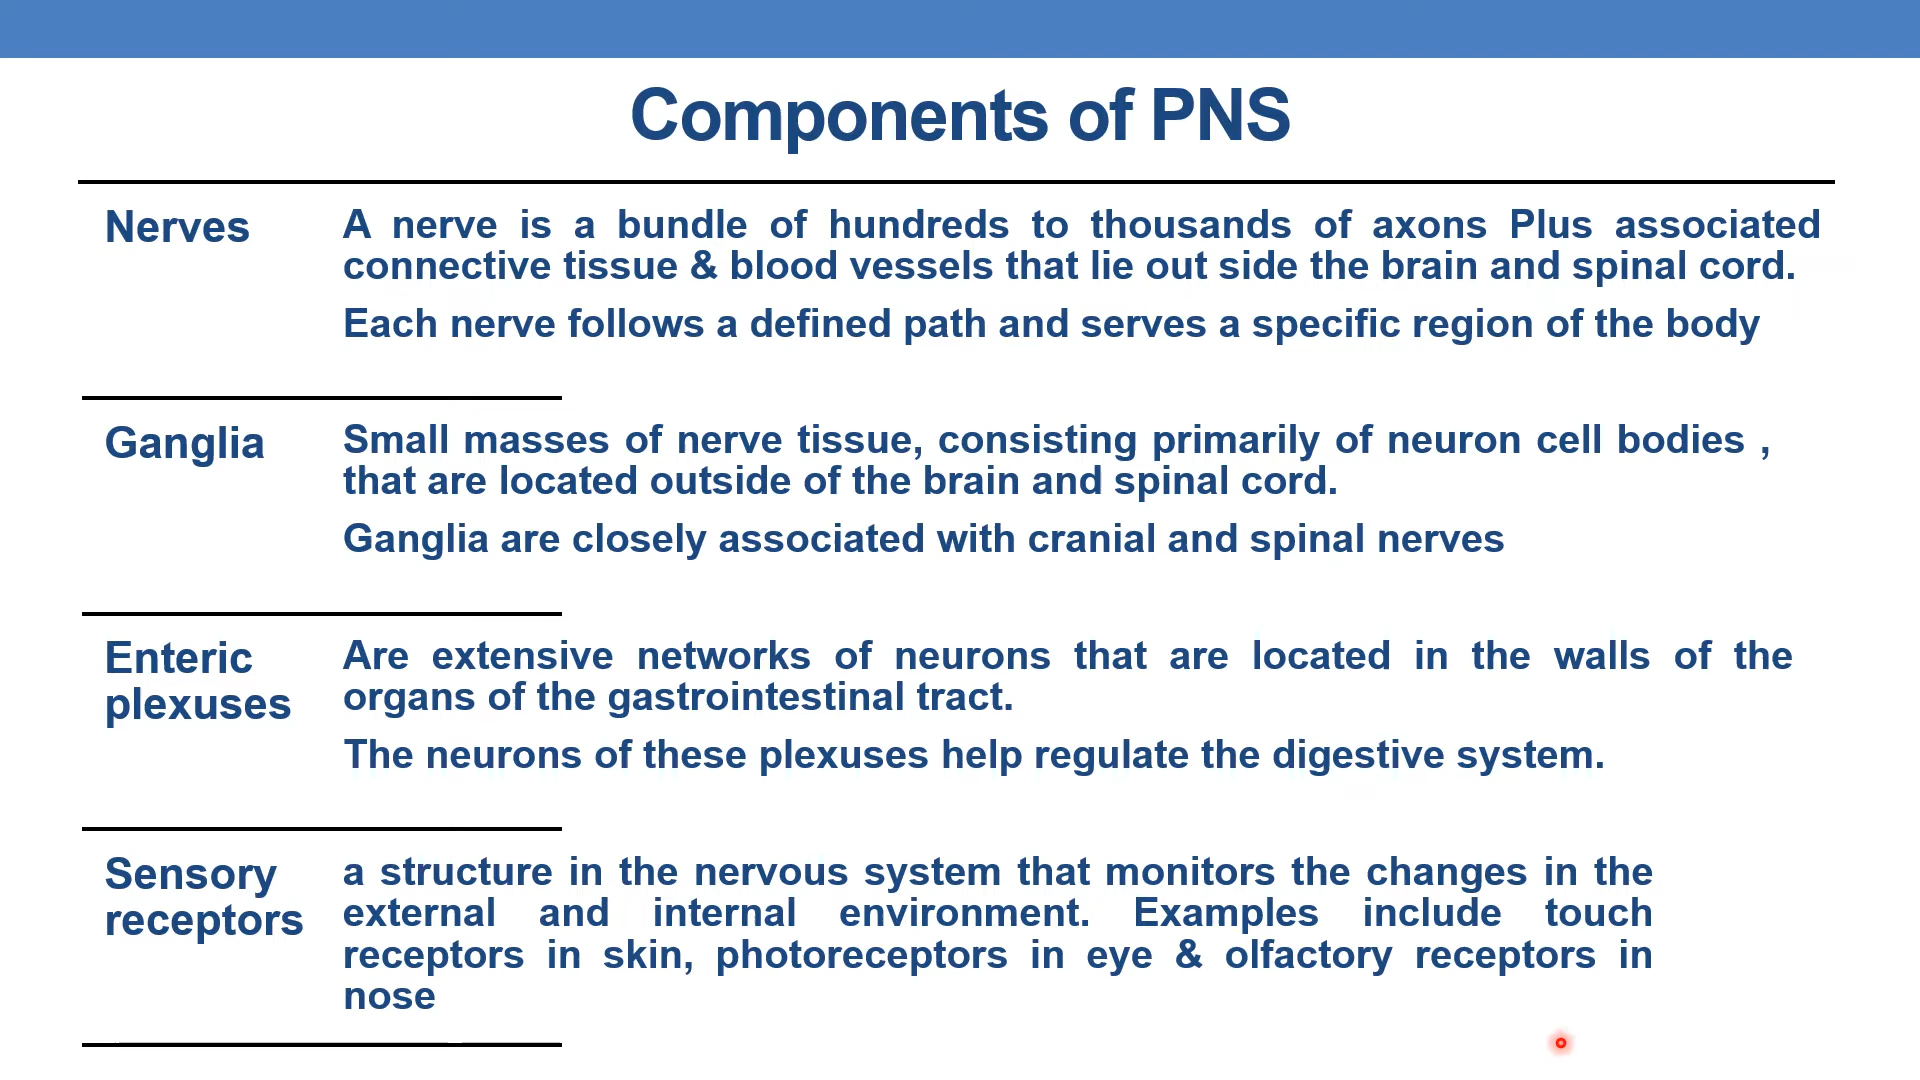 Components of PNS
Nerves
A nerve is a bundle of hundreds to thousands of axons Plus associated
connective tissue & blood vessels that lie out side the brain and spinal cord.
Each nerve follows a defined path and serves a specific region of the body
Ganglia
Small masses of nerve tissue, consisting primarily of neuron cell bodies ,
that are located outside of the brain and spinal cord.
Ganglia are closely associated with cranial and spinal nerves
Enteric
plexuses
Are extensive networks of neurons that are located in the walls of the
organs of the gastrointestinal tract.
The neurons of these plexuses help regulate the digestive system.
Sensory
receptors
a structure in the nervous system that monitors the changes in the
external and internal environment. Examples include touch
receptors in skin, photoreceptors in eye & olfactory receptors in
nose